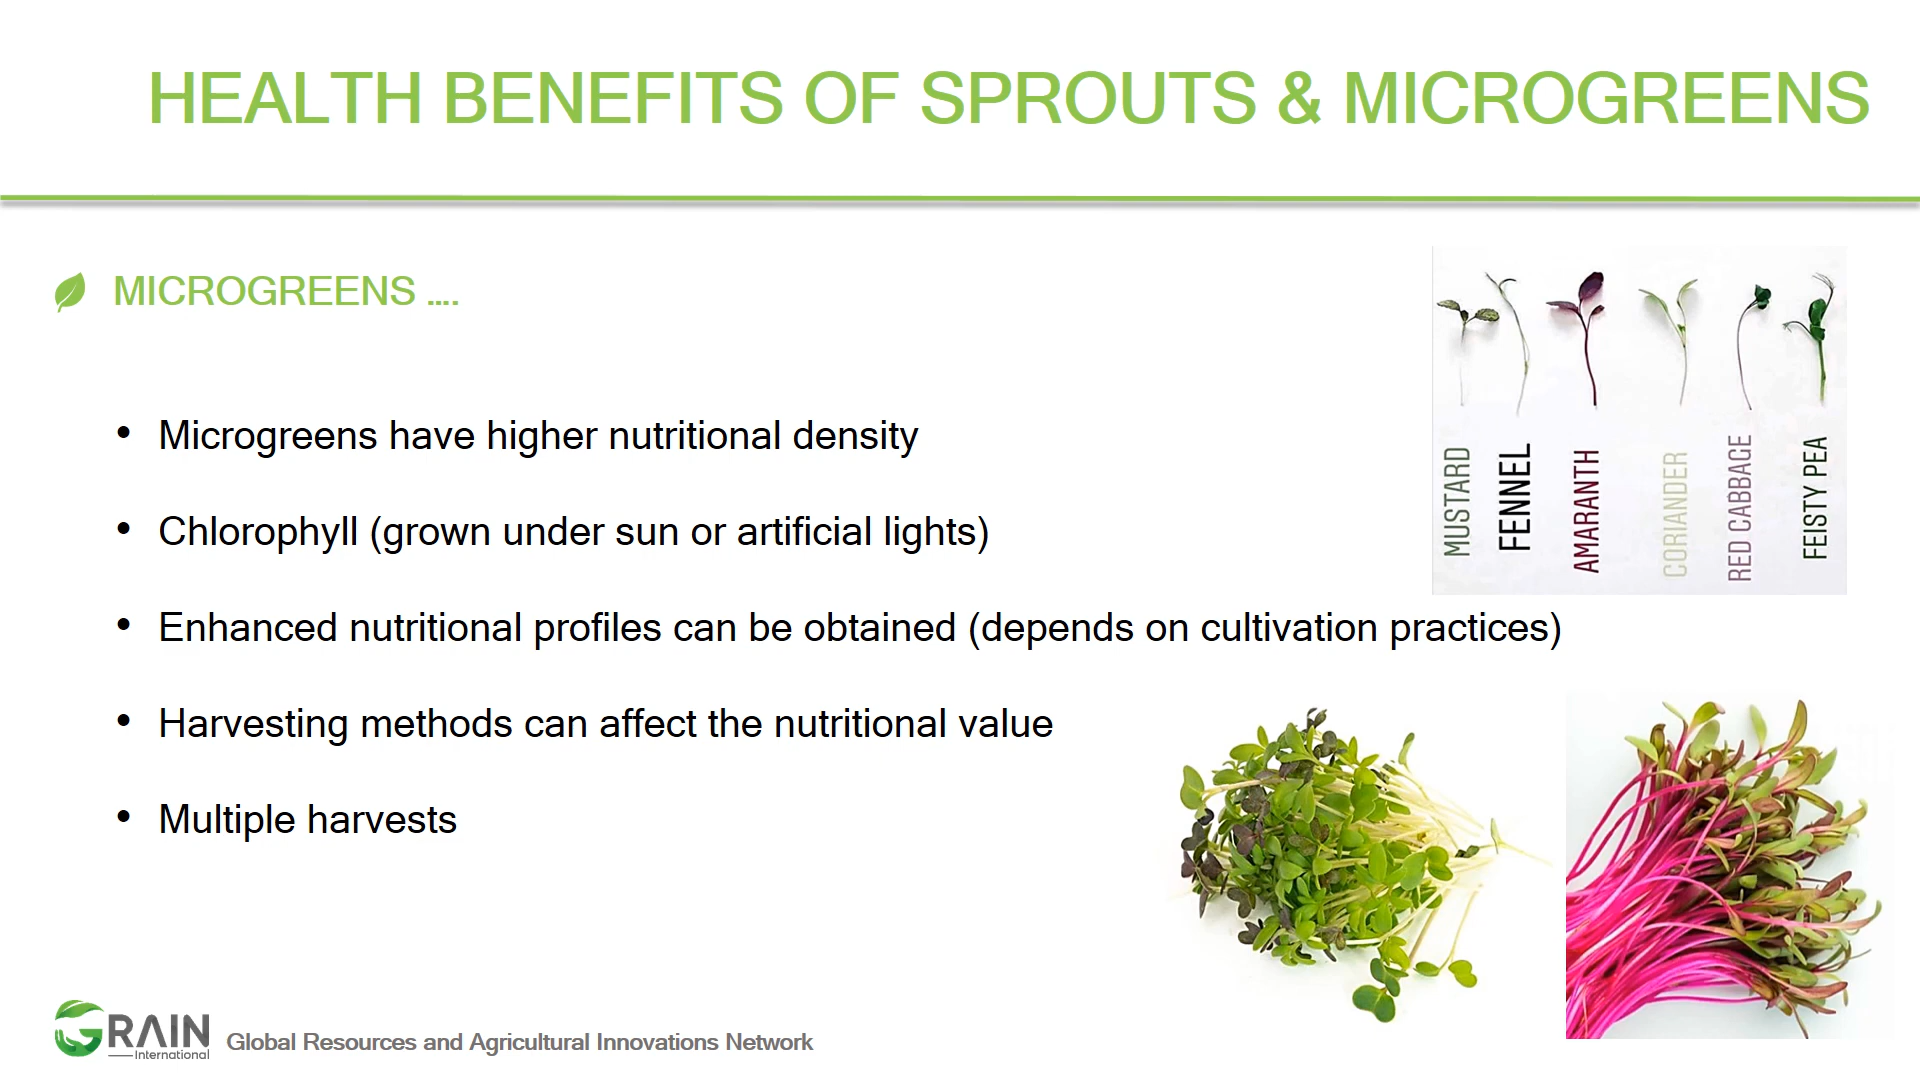 HEALTH BENEFITS OF SPROUTS & MICROGREENS
MICROGREENS ....
• Microgreens have higher nutritional density
• Chlorophyll (grown under sun or artificial lights)
• Enhanced nutritional profiles can be obtained (depends on cultivation practices)
• Harvesting methods can affect the nutritional value
• Multiple harvests
MUSTARD
FENNEL
AMARANTH
CORIANDER
RED CABBAGE
FEISTY PEA
GRAIN
International
Global Resources and Agricultural Innovations Network